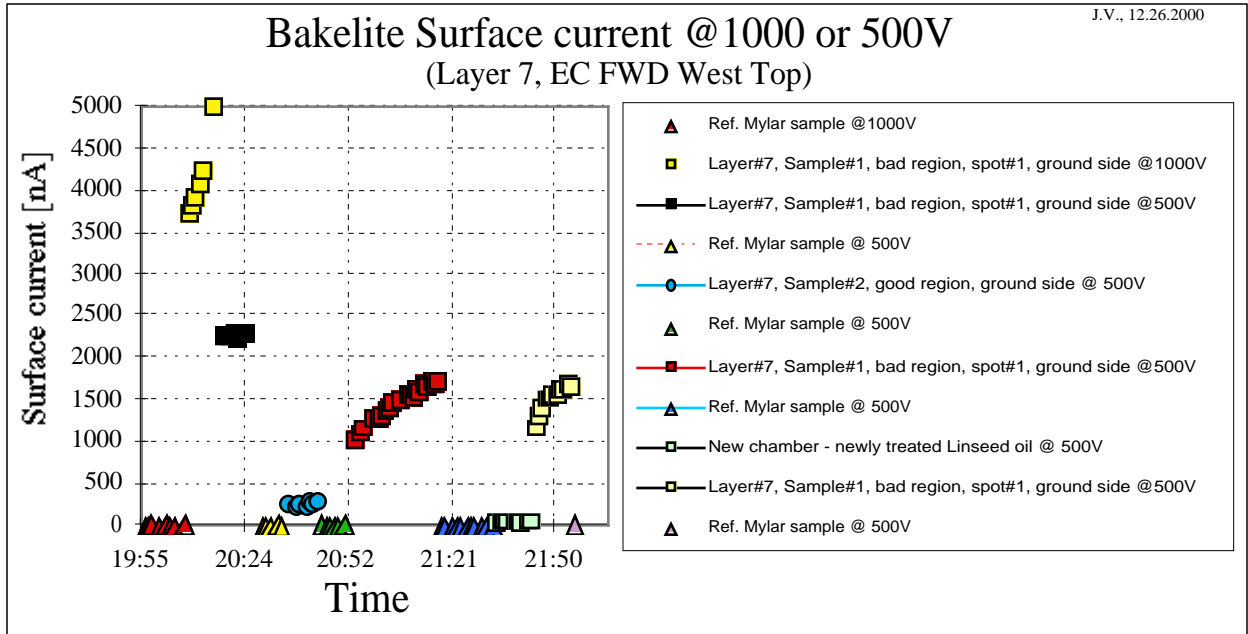 J.V., 12.26.2000
Bakelite Surface current @1000 or 500V
(Layer 7, EC FWD West Top)
Surface current [nA]
5000
4500
4000
3500
3000
2500
2000
1500
1000
500
0
19:55 20:24 20:52 21:21 21:50
Time
Ref. Mylar sample @1000V
Layer#7, Sample#1, bad region, spot#1, ground side @1000V
Layer#7, Sample#1, bad region, spot#1, ground side @500V
Ref. Mylar sample @ 500V
Layer#7, Sample#2, good region, ground side @ 500V
Ref. Mylar sample @ 500V
Layer#7, Sample#1, bad region, spot#1, ground side @500V
Ref. Mylar sample @ 500V
New chamber - newly treated Linseed oil @ 500V
Layer#7, Sample#1, bad region, spot#1, ground side @500V
Ref. Mylar sample @ 500V